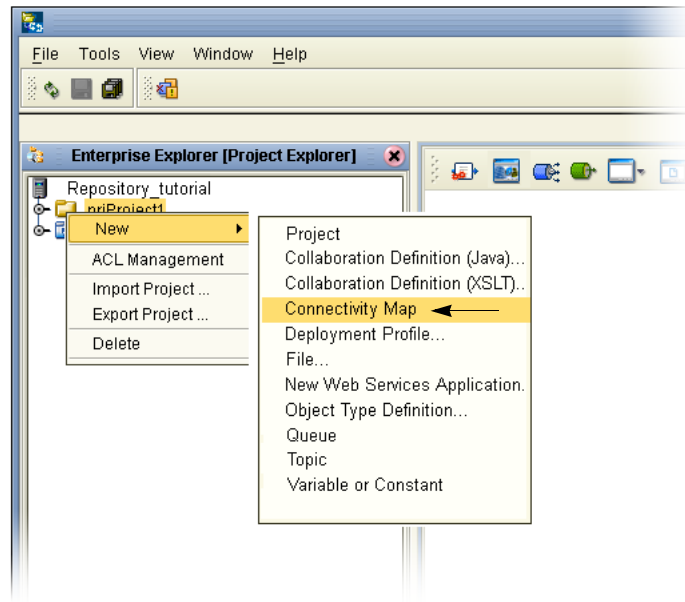 File Tools View Window Help
Enterprise Explorer [Project Explorer]
Repository_tutorial
prjProject1
New
ACL Management
Import Project ...
Export Project ...
Delete
Project
Collaboration Definition (Java)...
Collaboration Definition (XSLT)..
Connectivity Map
Deployment Profile...
File...
New Web Services Application.
Object Type Definition...
Queue
Topic
Variable or Constant